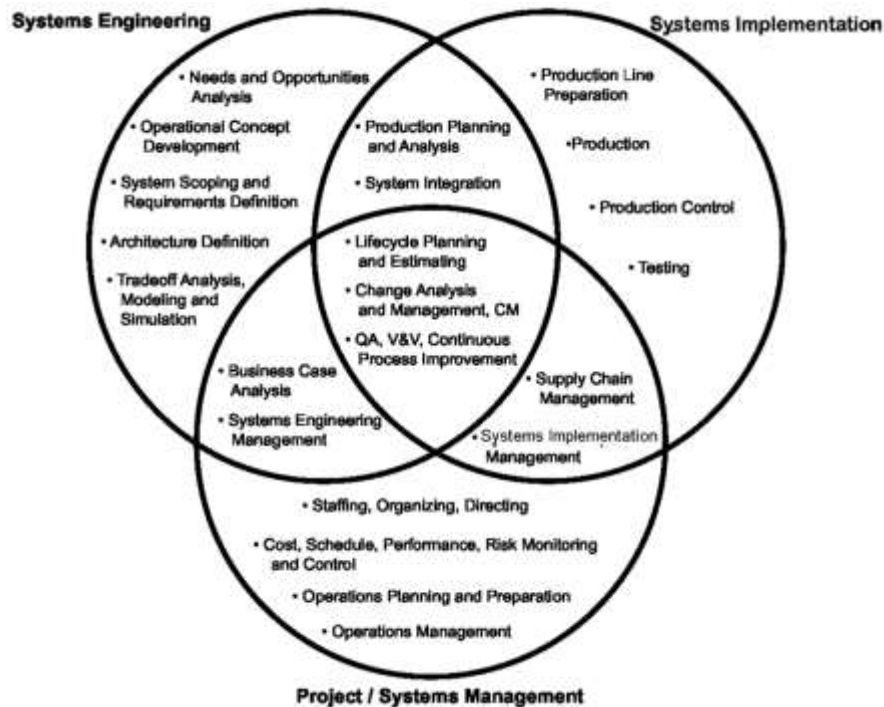 Systems Engineering
Systems Implementation
• Needs and Opportunities
Analysis
• Operational Concept
Development
• System Scoping and
Requirements Definition
• Architecture Definition
• Tradeoff Analysis,
Modeling and
Simulation
• Production Planning
and Analysis
• System Integration
• Production Line
Preparation
• Production
• Production Control
• Testing
• Lifecycle Planning
and Estimating
• Change Analysis
and Management, CM
• QA, V&V, Continuous
Process Improvement
• Business Case
Analysis
• Systems Engineering
Management
• Supply Chain
Management
• Systems Implementation
Management
• Staffing, Organizing, Directing
• Cost, Schedule, Performance, Risk Monitoring
and Control
• Operations Planning and Preparation
• Operations Management
Project / Systems Management